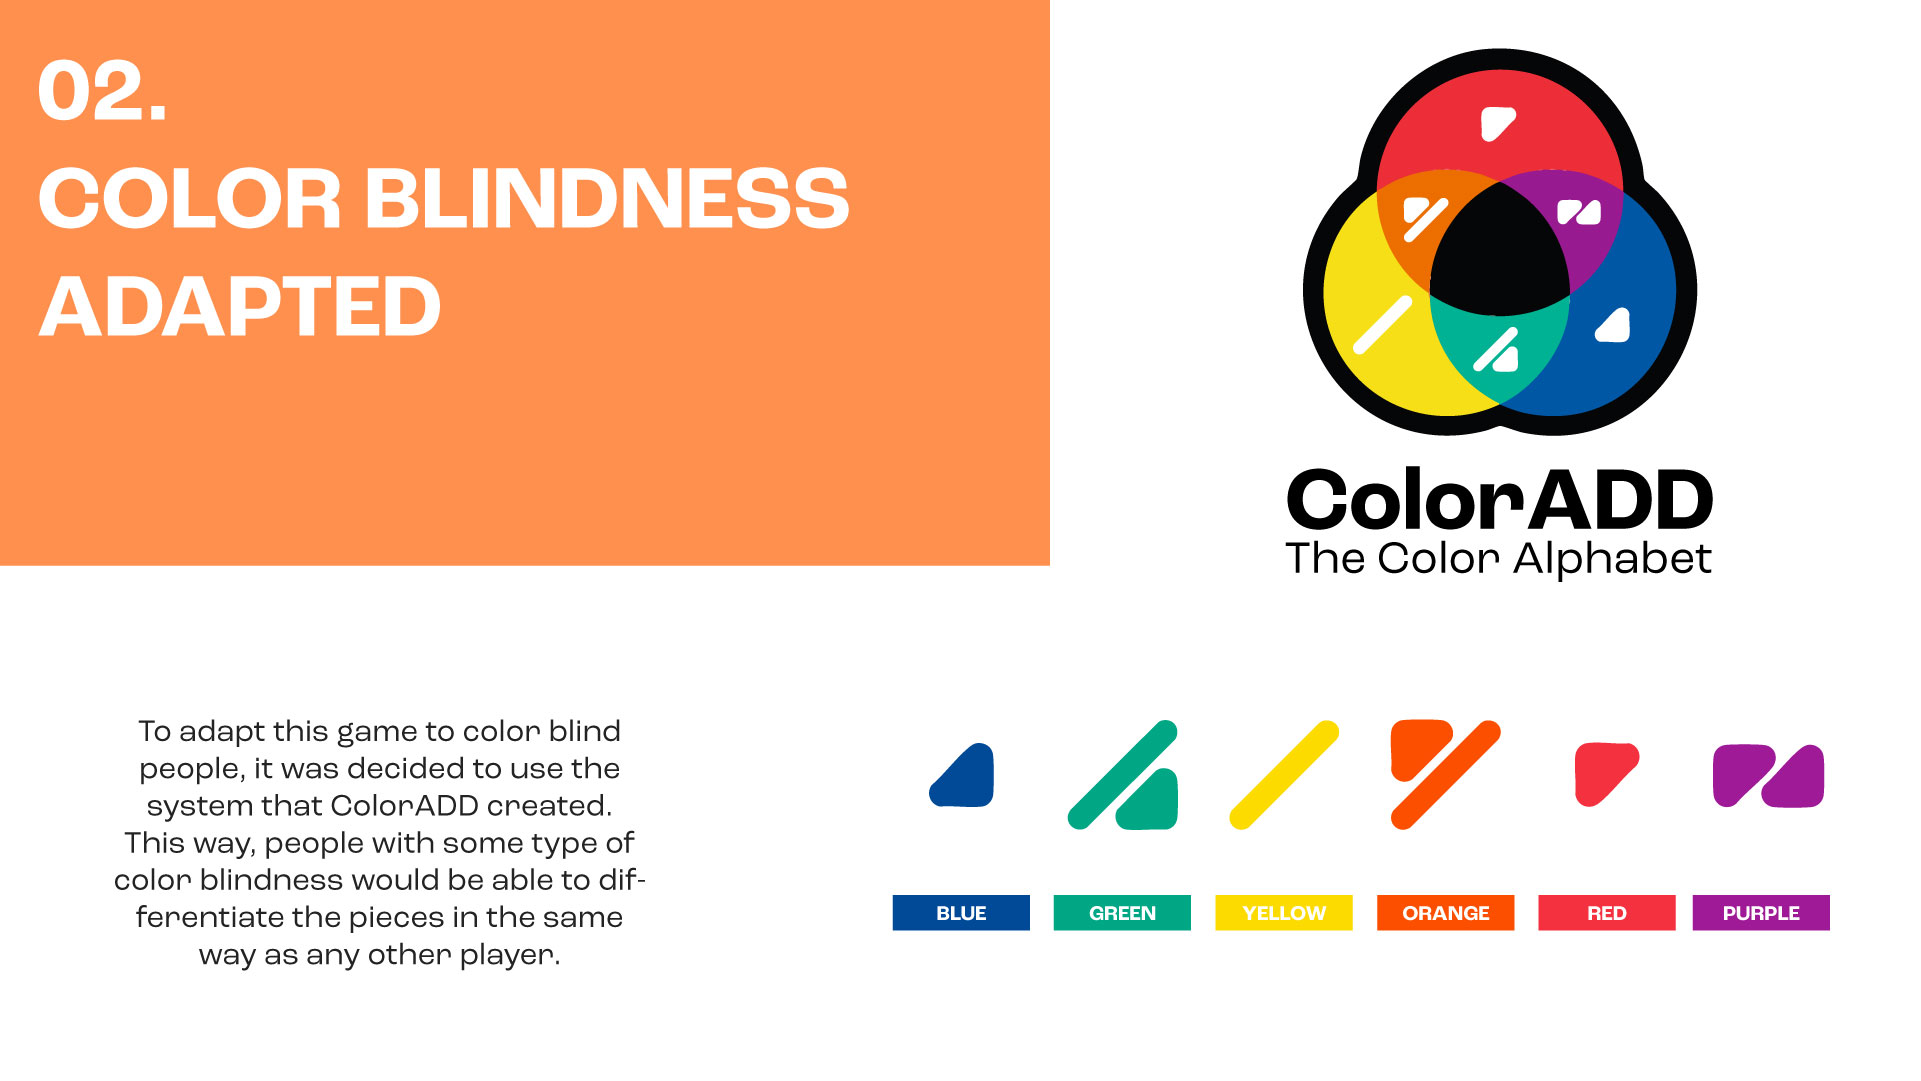 02.
COLOR BLINDNESS
ADAPTED
ColorADD
The Color Alphabet
To adapt this game to color blind
people, it was decided to use the
system that ColorADD created.
This way, people with some type of
color blindness would be able to dif-
ferentiate the pieces in the same
way as any other player.
BLUE
GREEN
YELLOW
ORANGE
RED
PURPLE